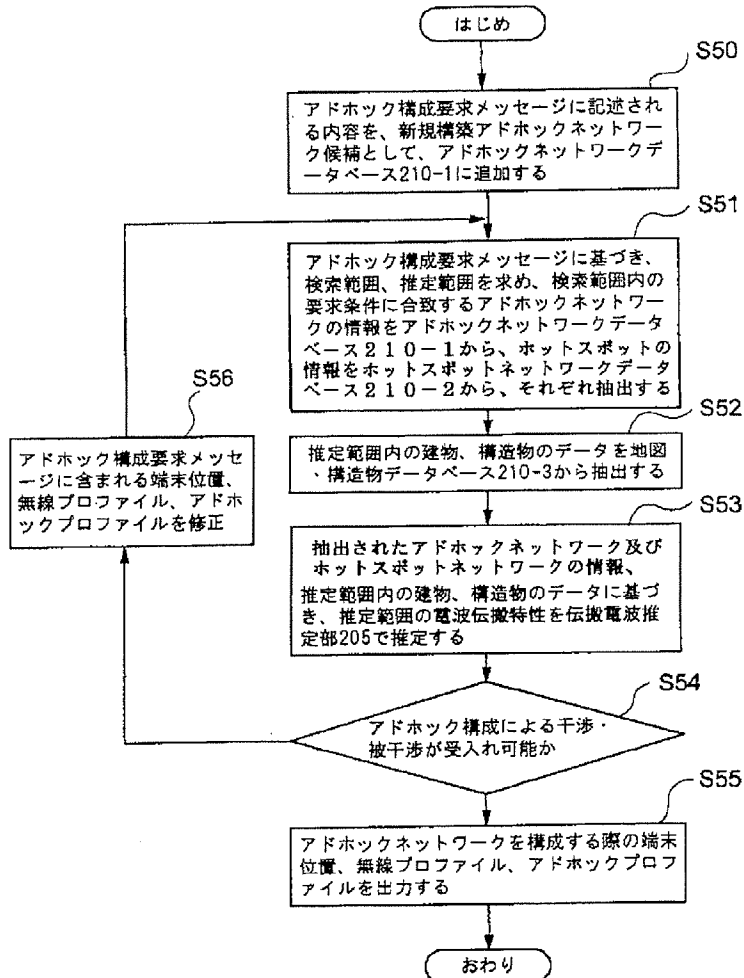 はじめ
S50
アドホック構成要求メッセージに記述され
る内容を、新規構築アドホックネットワー
ク候補として、アドホックネットワークデ
ータベース210-1に追加する
S51
アドホック構成要求メッセージに基づき、
検索範囲、推定範囲を求め、検索範囲内の
要求条件に合致するアドホックネットワー
クの情報をアドホックネットワークデータ
ベース２１０－１から、ホットスポットの
情報をホットスポットネットワークデータ
ベース２１０－２から、それぞれ抽出する
S56
アドホック構成要求メッセ
ージに含まれる端末位置、
無線プロファイル、アドホ
ックプロファイルを修正
S52
推定範囲内の建物、構造物のデータを地図
・構造物データベース210-3から抽出する
S53
抽出されたアドホックネットワーク及び
ホットスポットネットワークの情報、
推定範囲内の建物、構造物のデータに基づ
き、推定範囲の電波伝搬特性を伝搬電波推
定部205で推定する
S54
アドホック構成による干渉・
被干渉が受入れ可能か
S55
アドホックネットワークを構成する際の端末
位置、無線プロファイル、アドホックプロフ
ァイルを出力する
おわり